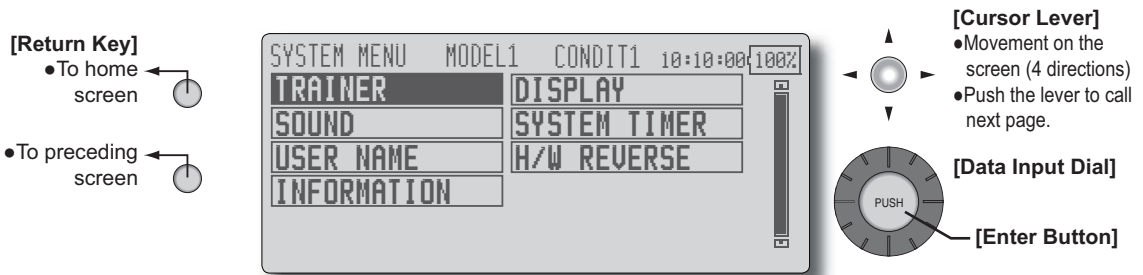 [Return Key]
●To home
screen
●To preceding
screen
SYSTEM MENU MODEL1 CONDIT1 10:10:00 100%
TRAINER DISPLAY
SOUND SYSTEM TIMER
USER NAME H/W REVERSE
INFORMATION
[Cursor Lever]
●Movement on the
screen (4 directions)
●Push the lever to call
next page.
[Data Input Dial]
PUSH
[Enter Button]